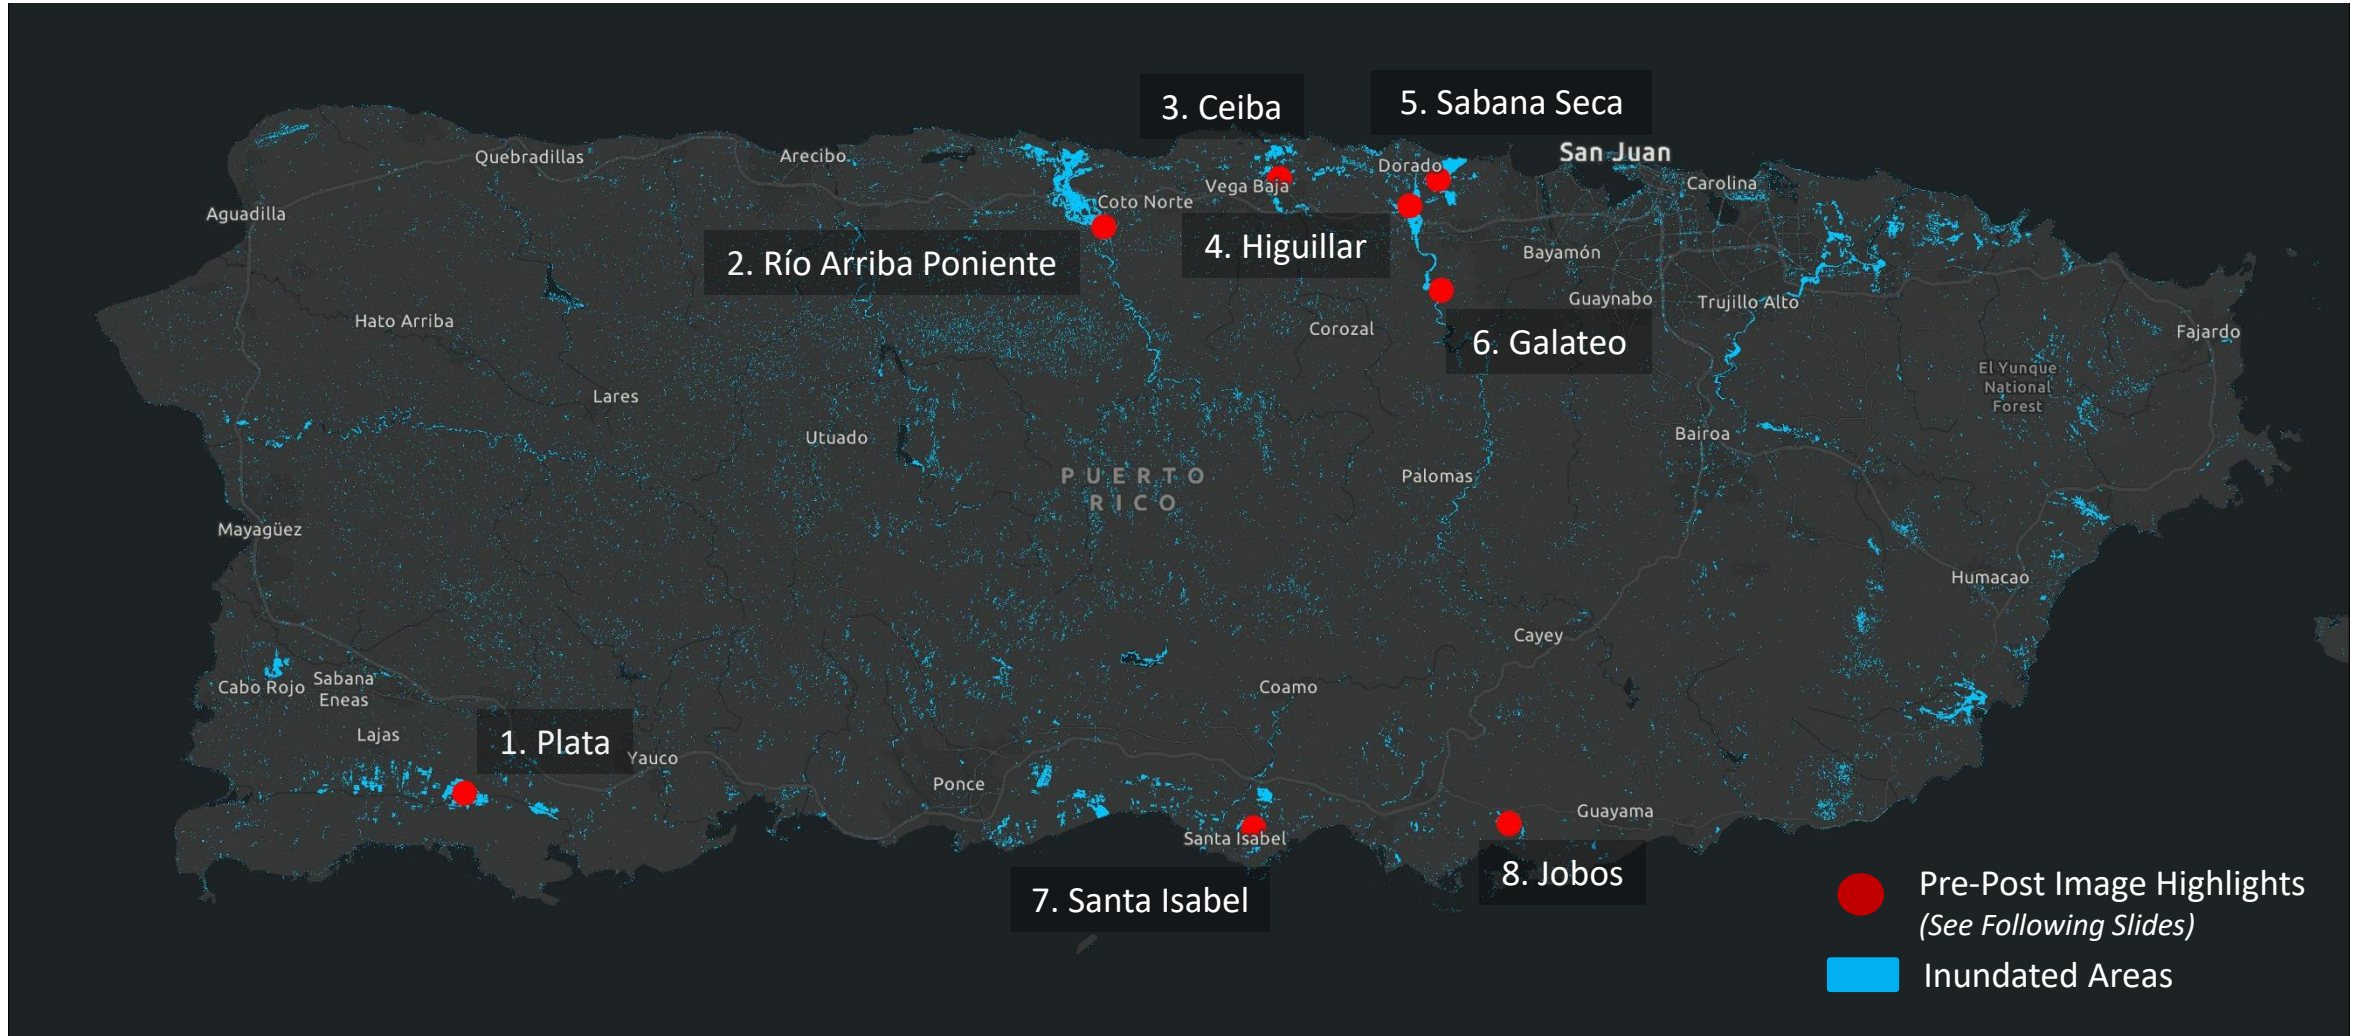 3. Ceiba
5. Sabana Seca
Quebradillas
Arecibo
San Juan
Dorado
Vega Baja
Carolina
Coto Norte
Aguadilla
2. Río Arriba Poniente
4. Higuillar
Bayamón
Guaynabo
Trujillo Alto
Hato Arriba
Corozal
6. Galateo
Fajardo
El Yunque
National
Forest
Lares
Utuado
Bairoa
PUERTO
RICO
Palomas
Mayagüez
Humacao
Cayey
Cabo Rojo
Sabana
Eneas
Coamo
Lajas
1. Plata
Yauco
Ponce
Guayama
Santa Isabel
8. Jobos
7. Santa Isabel
Pre-Post Image Highlights
(See Following Slides)
Inundated Areas